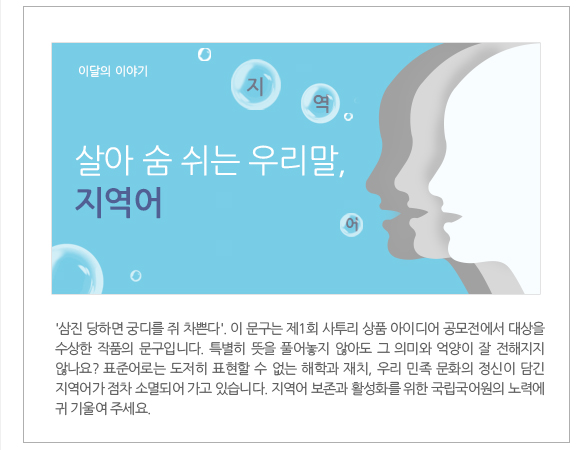 이달의 이야기
지
역
어
살아 숨 쉬는 우리말,
지역어
'삼진 당하면 궁디를 쥐 차쁜다'. 이 문구는 제1회 사투리 상품 아이디어 공모전에서 대상을
수상한 작품의 문구입니다. 특별히 뜻을 풀어놓지 않아도 그 의미와 억양이 잘 전해지지
않나요? 표준어로는 도저히 표현할 수 없는 해학과 재치, 우리 민족 문화의 정신이 담긴
지역어가 점차 소멸되어 가고 있습니다. 지역어 보존과 활성화를 위한 국립국어원의 노력에
귀 기울여 주세요.